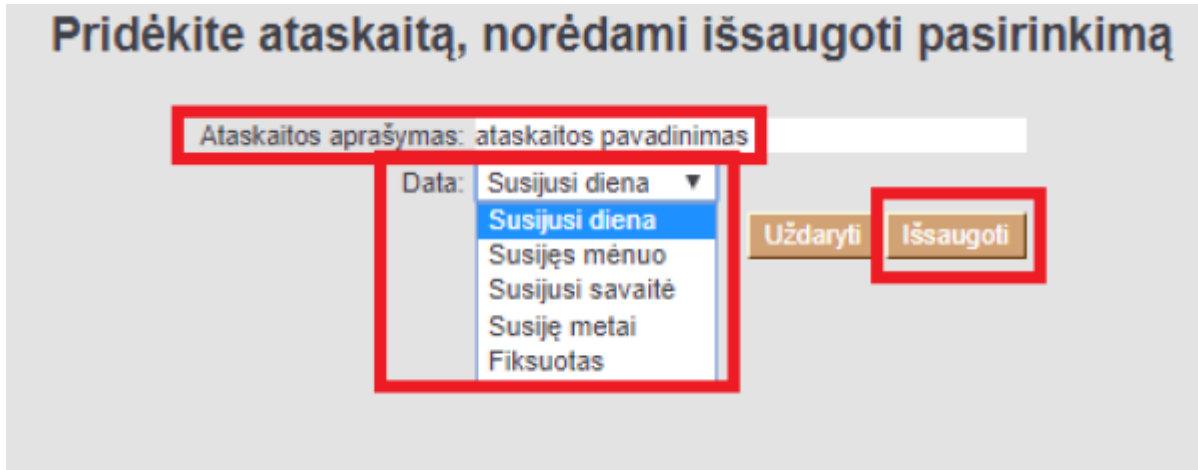 Pridėkite ataskaitą, norėdami išsaugoti pasirinkimą
Ataskaitos aprašymas: ataskaitos pavadinimas
Data: Susijusi diena ▼
Susijusi diena
Uždaryti Išsaugoti
Susijęs mėnuo
Susijusi savaitė
Susiję metai
Fiksuotas